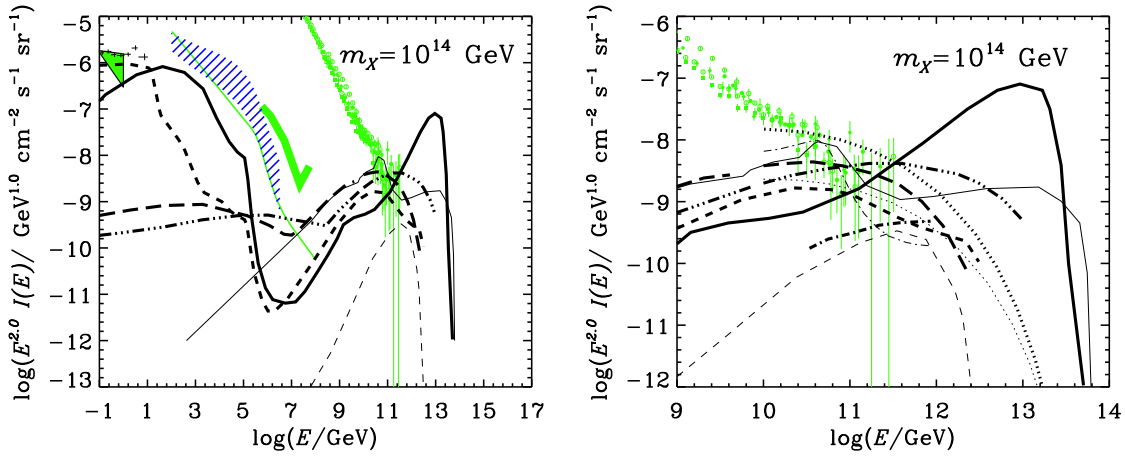 m_X=10^14 GeV
log(E^2.0 I(E)/ GeV^1.0 cm^-2 s^-1 sr^-1)
-5
-6
-7
-8
-9
-10
-11
-12
-13
-1 1 3 5 7 9 11 13 15 17
log(E/GeV)
m_X=10^14 GeV
log(E^2.0 I(E)/ GeV^1.0 cm^-2 s^-1 sr^-1)
-6
-7
-8
-9
-10
-11
-12
9 10 11 12 13 14
log(E/GeV)